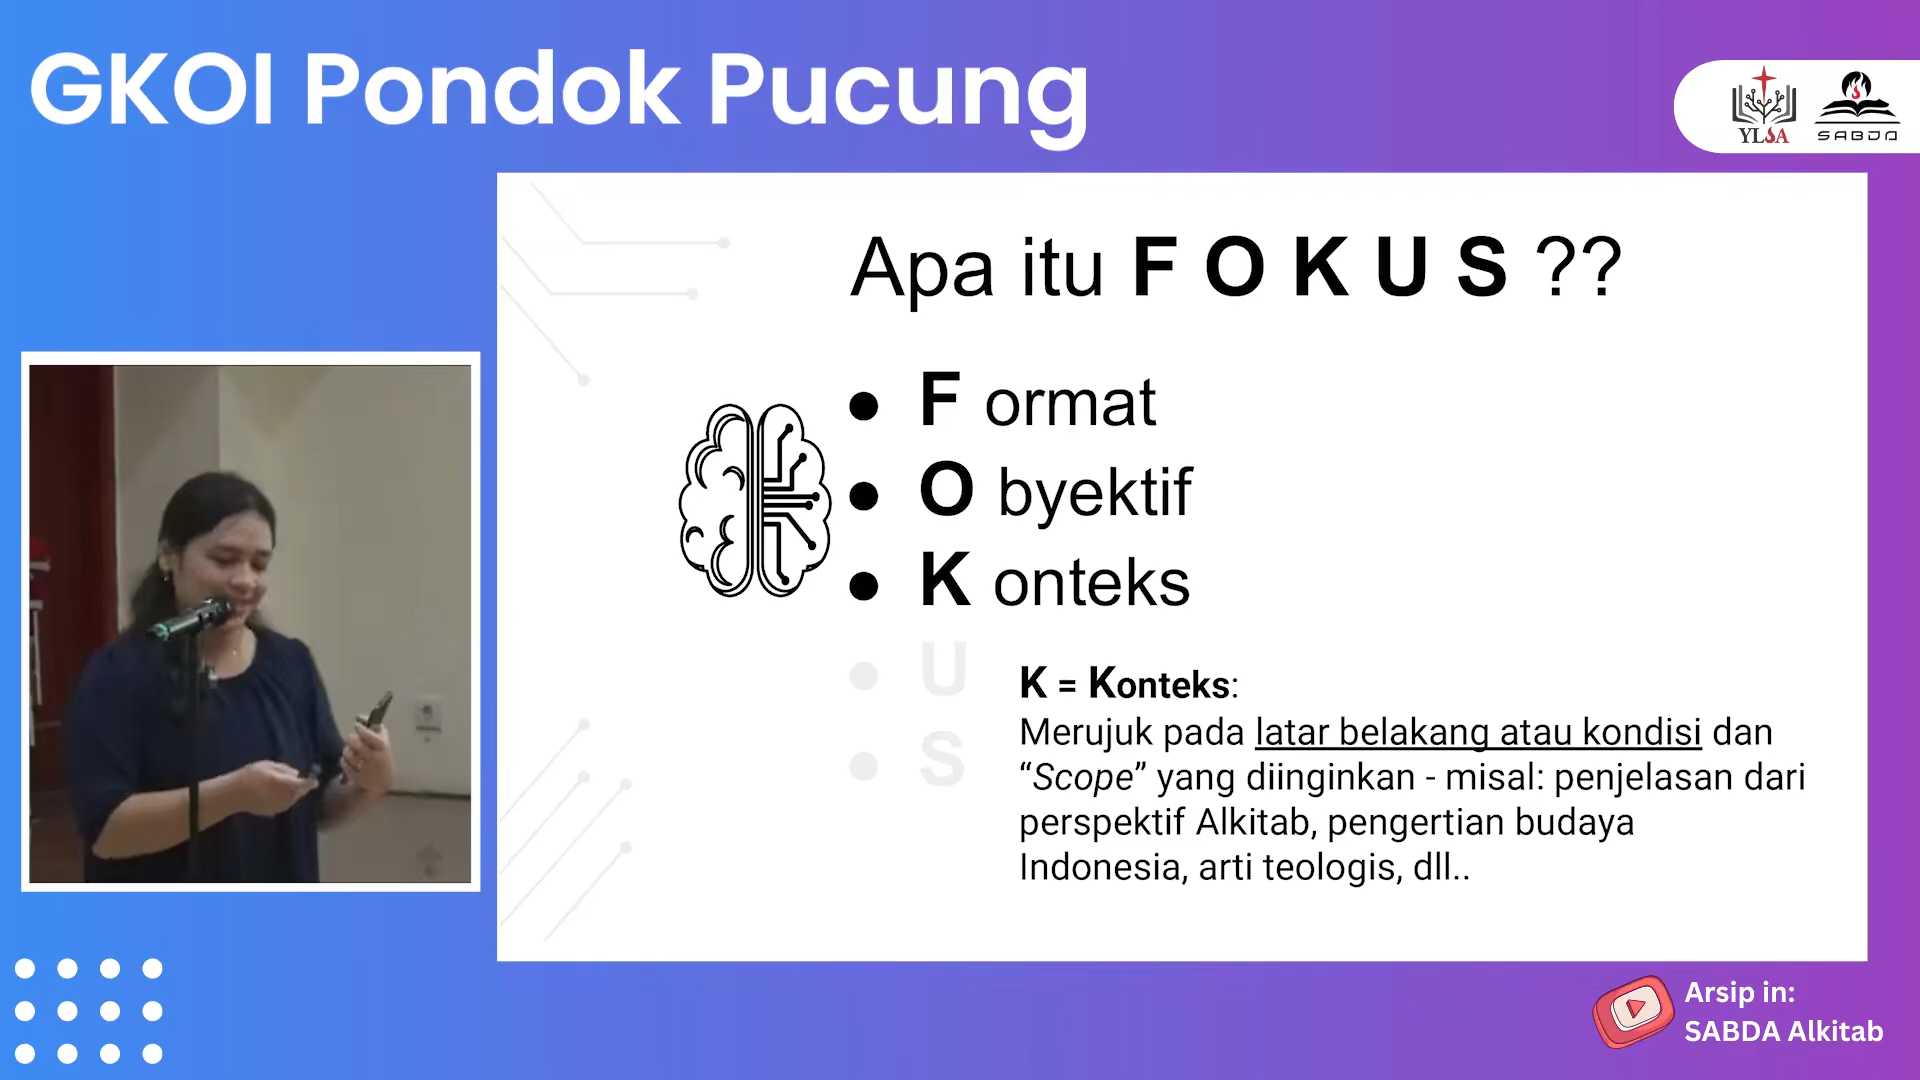 GKOI Pondok Pucung
YLSA
SABDA
Apa itu F O K U S ??
● F ormat
● O byektif
● K onteks
● U
● S
K = Konteks:
Merujuk pada latar belakang atau kondisi dan
“Scope” yang diinginkan - misal: penjelasan dari
perspektif Alkitab, pengertian budaya
Indonesia, arti teologis, dll..
Arsip in:
SABDA Alkitab